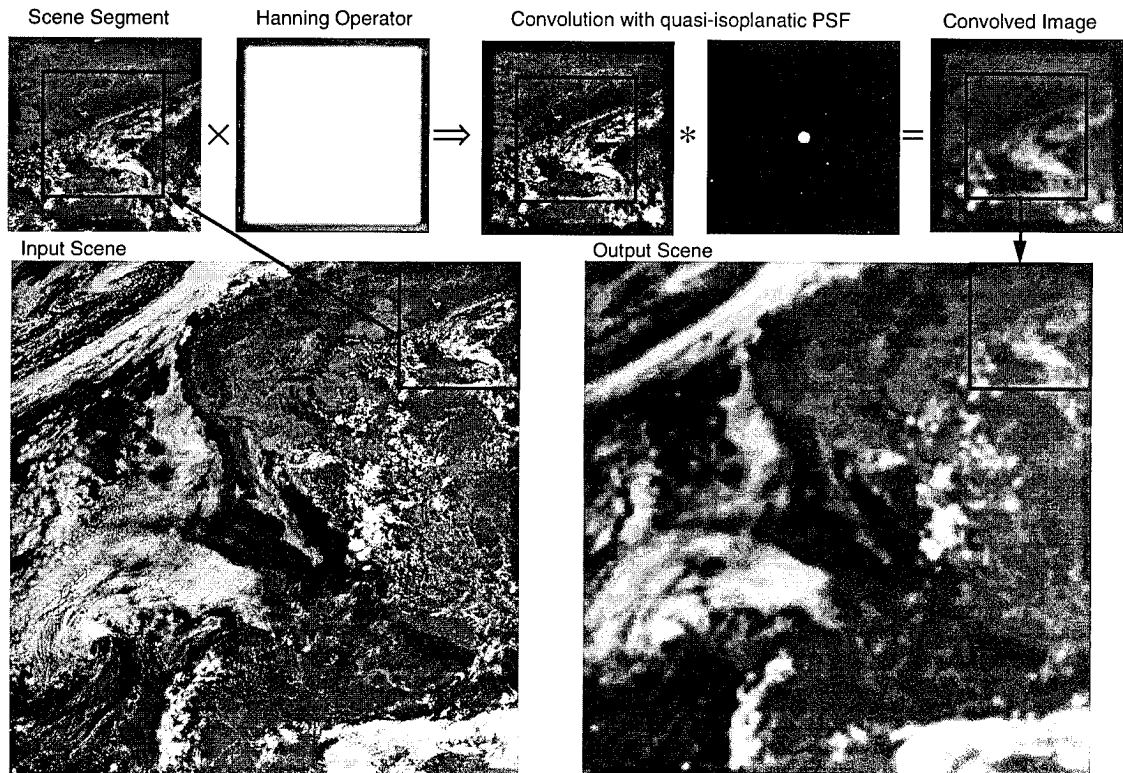 Scene Segment
Hanning Operator
Convolution with quasi-isoplanatic PSF
Convolved Image
× ⇒ * =
Input Scene
Output Scene